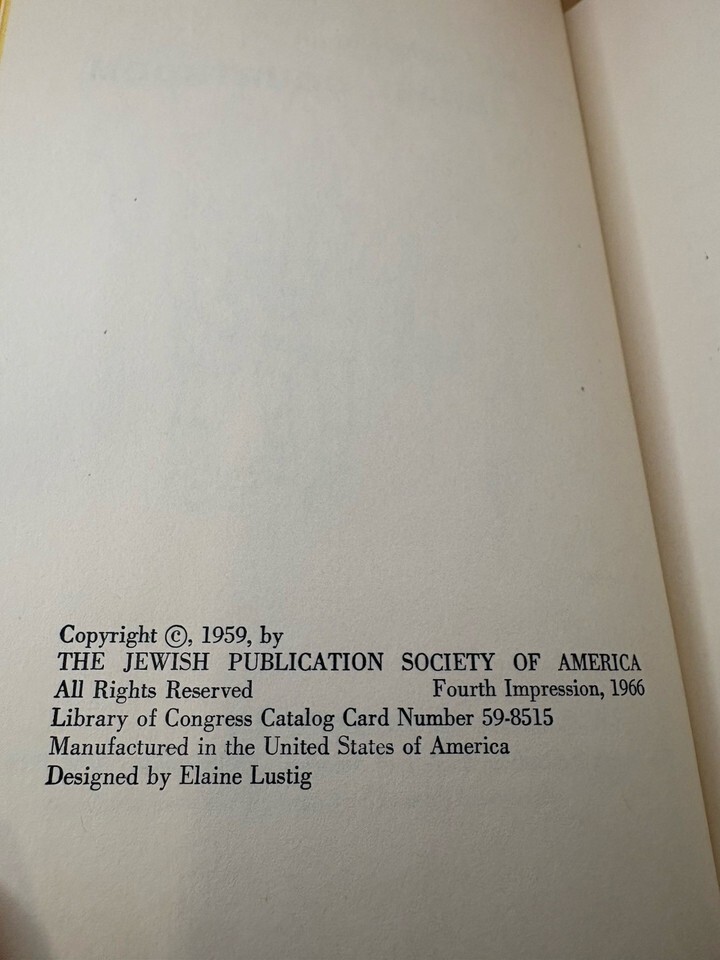 Copyright ©, 1959, by
THE JEWISH PUBLICATION SOCIETY OF AMERICA
All Rights Reserved Fourth Impression, 1966
Library of Congress Catalog Card Number 59-8515
Manufactured in the United States of America
Designed by Elaine Lustig